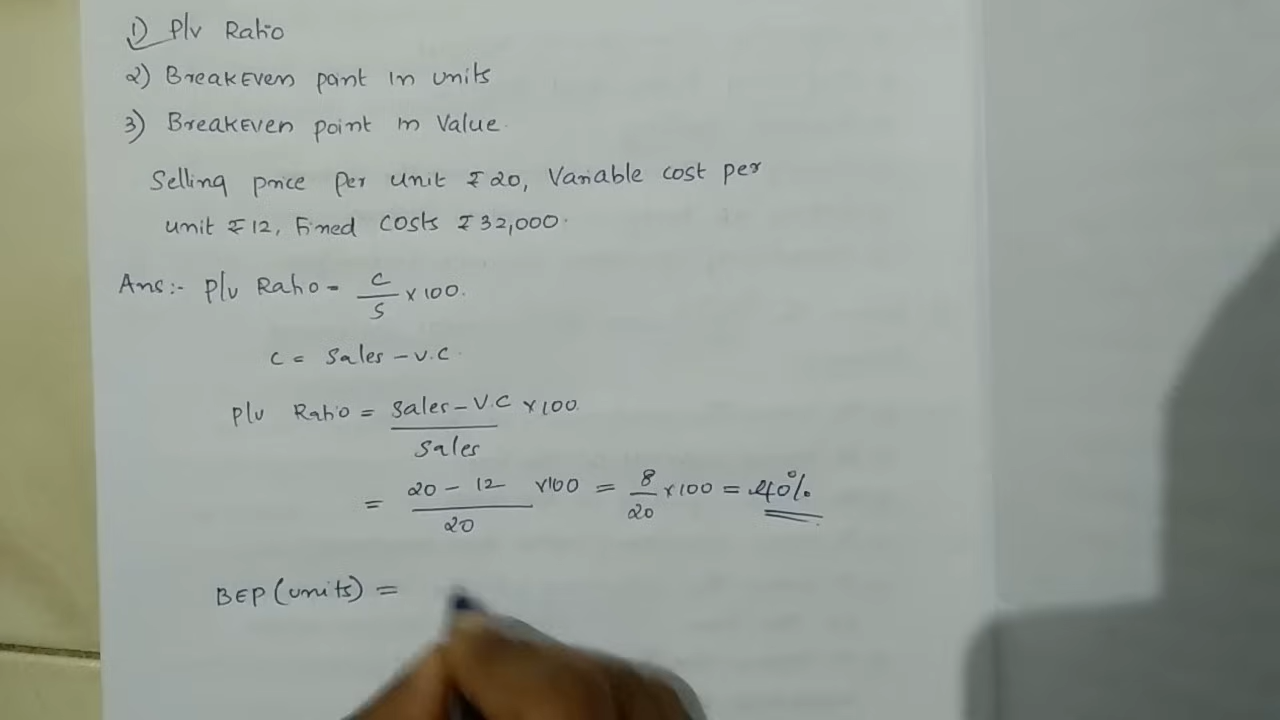 1) P/v Ratio
2) BreakEven point in units
3) BreakEven point in Value.
Selling price per unit ₹20, Variable cost per
unit ₹12, Fixed costs ₹32,000.
Ans:- P/v Ratio = C/S × 100.
C = Sales - V.C.
P/v Ratio = Sales - V.C/Sales × 100.
= 20 - 12/20 ×100 = 8/20 ×100 = 40%
BEP (units) =